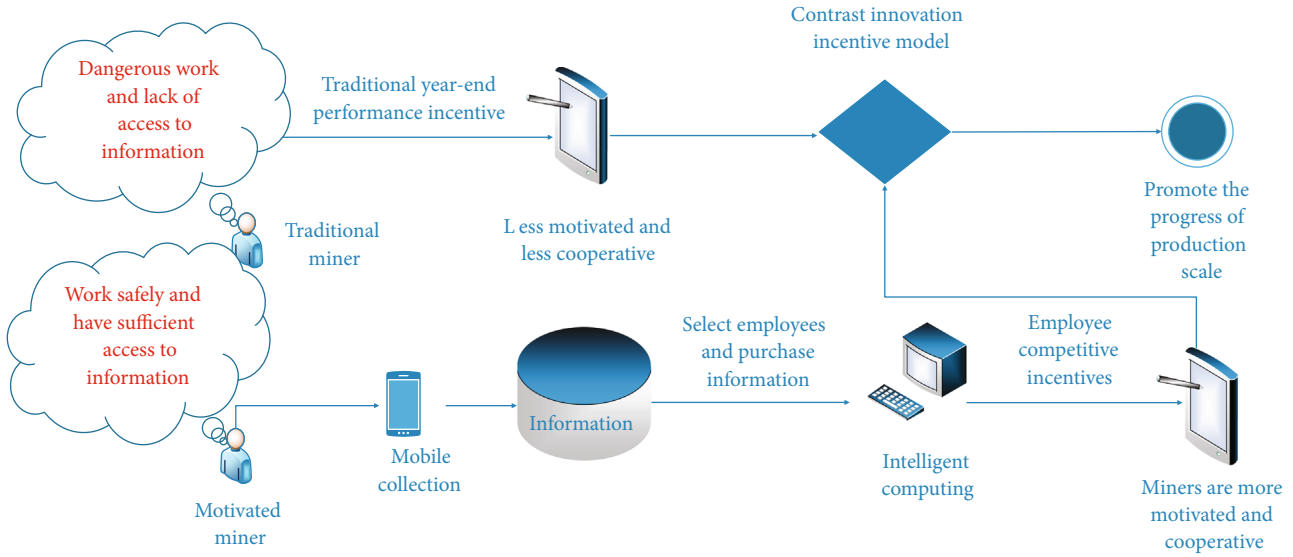 Contrast innovation
incentive model
Dangerous work
and lack of
access to
information
Traditional year-end
performance incentive
Promote the
progress of
production
scale
L ess motivated and
less cooperative
Traditional
miner
Work safely and
have sufficient
access to
information
Select employees
and purchase
information
Employee
competitive
incentives
Information
Mobile
collection
Intelligent
computing
Miners are more
motivated and
cooperative
Motivated
miner